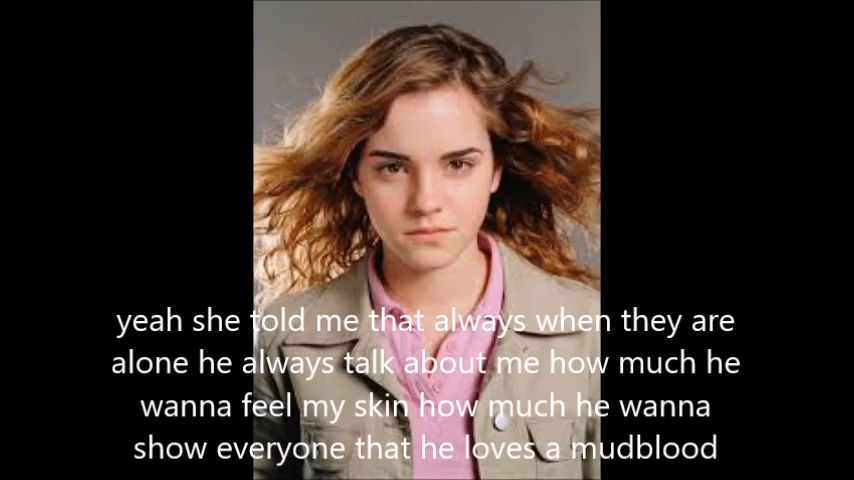 yeah she told me that always when they are
alone he always talk about me how much he
wanna feel my skin how much he wanna
show everyone that he loves a mudblood